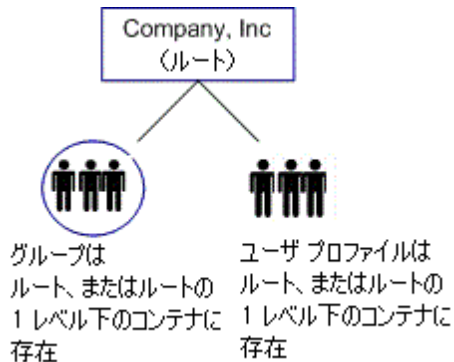 Company, Inc
（ルート）
グループは
ルート、またはルートの
1 レベル下のコンテナに
存在
ユーザ プロファイルは
ルート、またはルートの
1 レベル下のコンテナに
存在